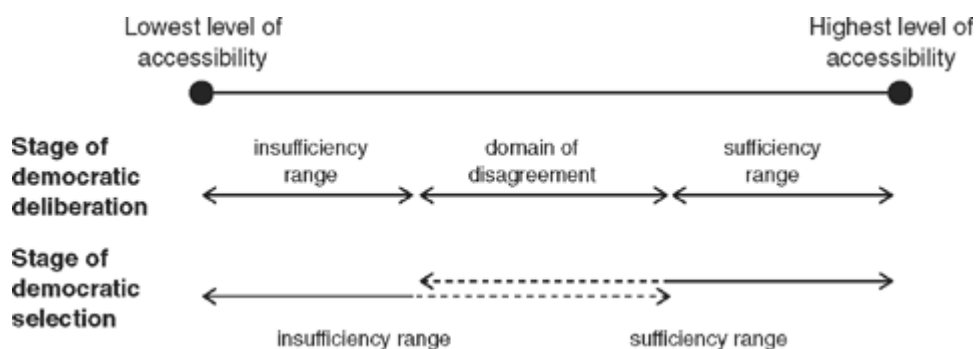 Lowest level of
accessibility
Highest level of
accessibility
Stage of
democratic
deliberation
insufficiency
range
domain of
disagreement
sufficiency
range
Stage of
democratic
selection
insufficiency range
sufficiency range